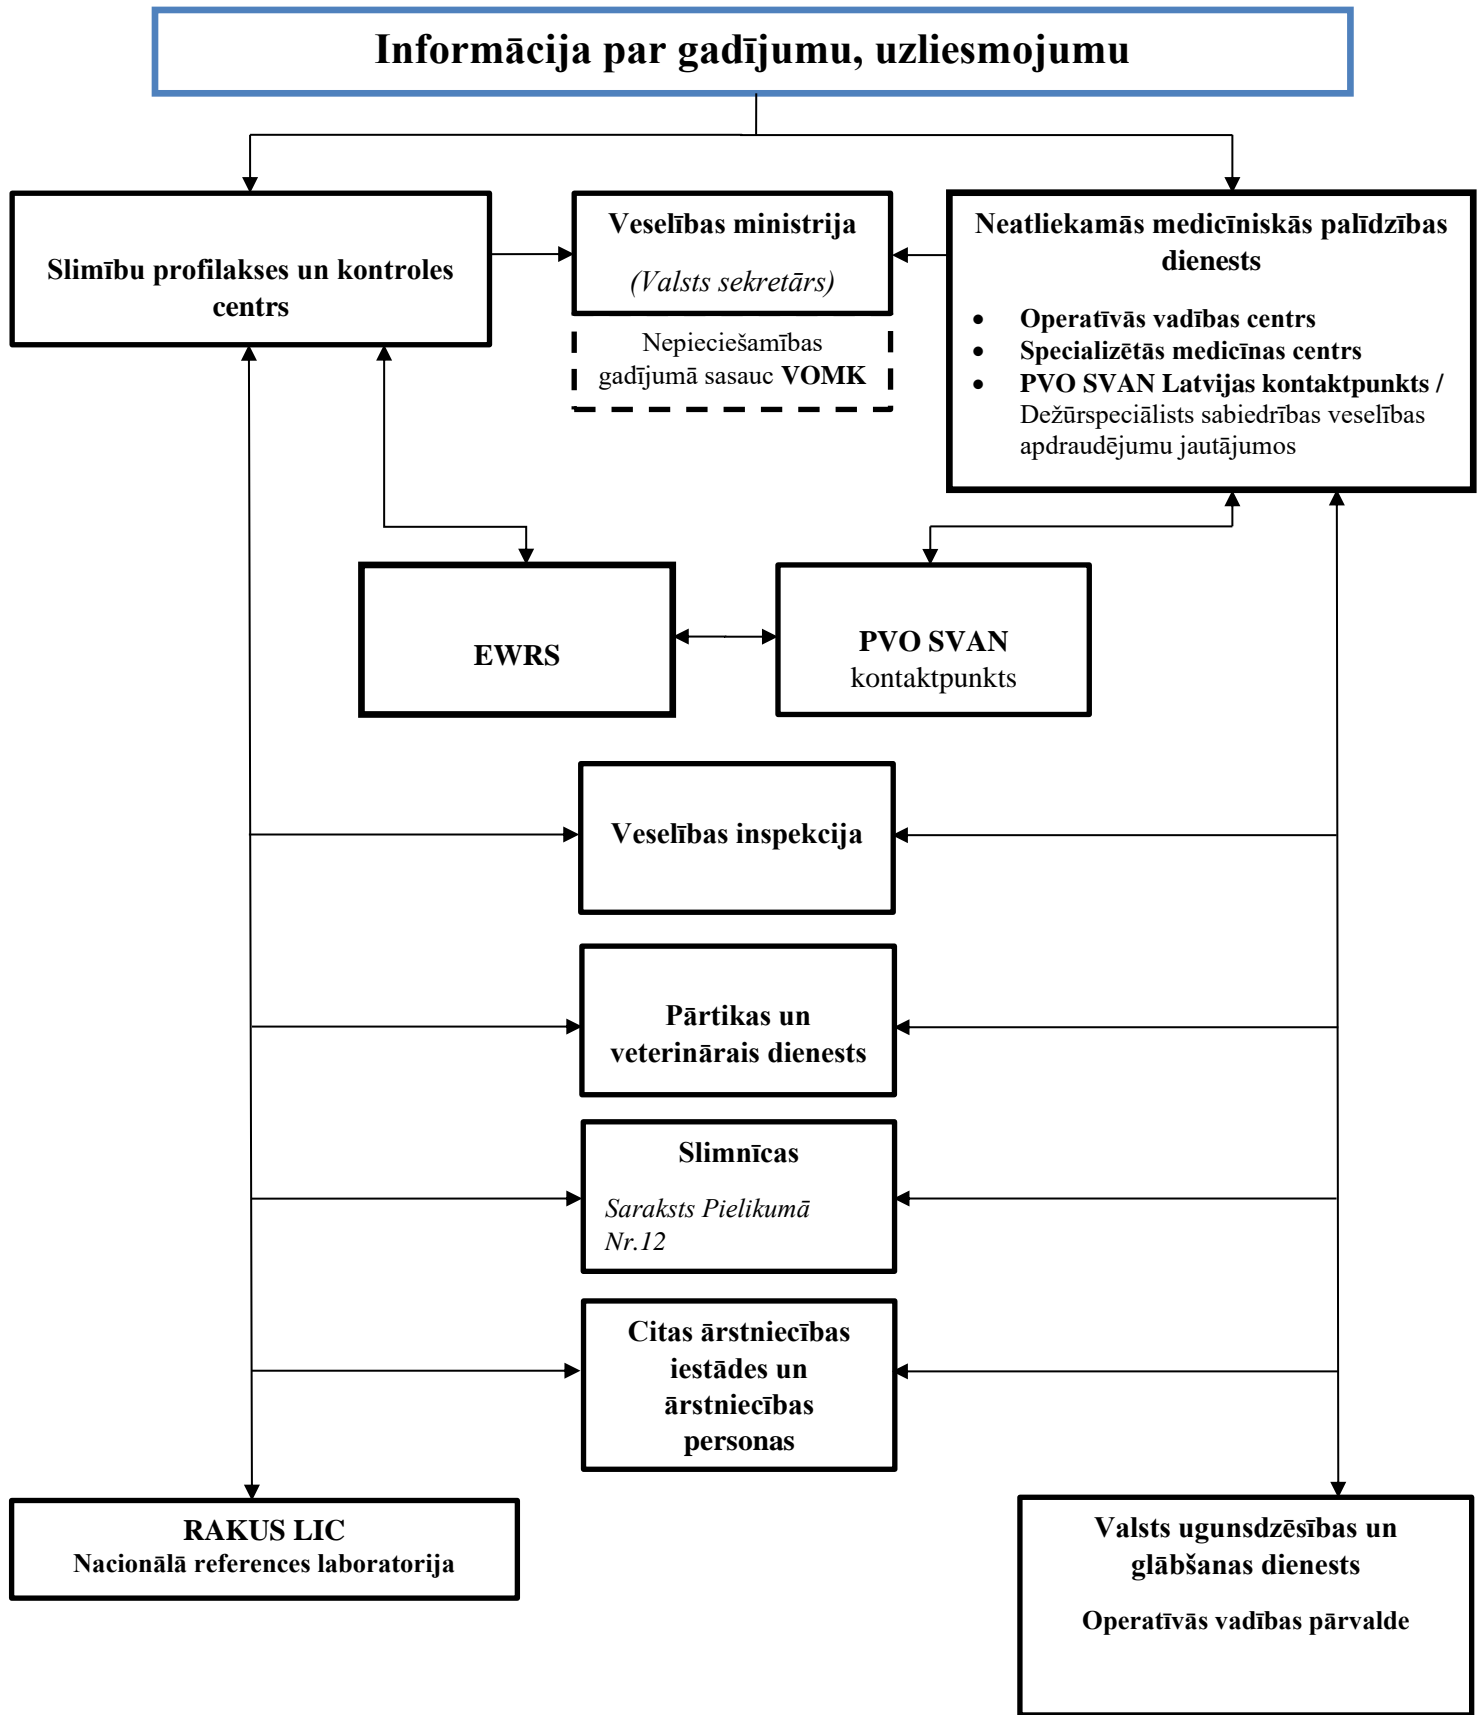 Informācija par gadījumu, uzliesmojumu
Slimību profilakses un kontroles
centrs
Veselības ministrija
(Valsts sekretārs)
Nepieciešamības
gadījumā sasauc VOMK
Neatliekamās medicīniskās palīdzības
dienests
• Operatīvās vadības centrs
• Specializētās medicīnas centrs
• PVO SVAN Latvijas kontaktpunkts /
Dežūrspeciālists sabiedrības veselības
apdraudējumu jautājumos
EWRS
PVO SVAN
kontaktpunkts
Veselības inspekcija
Pārtikas un
veterinārais dienests
Slimnīcas
Saraksts Pielikumā
Nr.12
Citas ārstniecības
iestādes un
ārstniecības
personas
RAKUS LIC
Nacionālā references laboratorija
Valsts ugunsdzēsības un
glābšanas dienests
Operatīvās vadības pārvalde